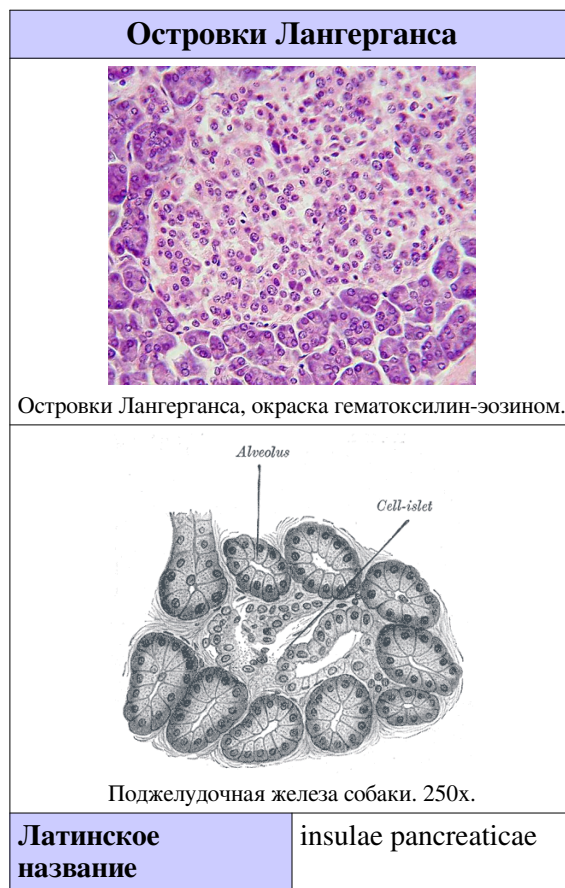 Островки Лангерганса
Островки Лангерганса, окраска гематоксилин-эозином.
Alveolus
Cell-islet
Поджелудочная железа собаки. 250x.
Латинское
название
insulae pancreaticae